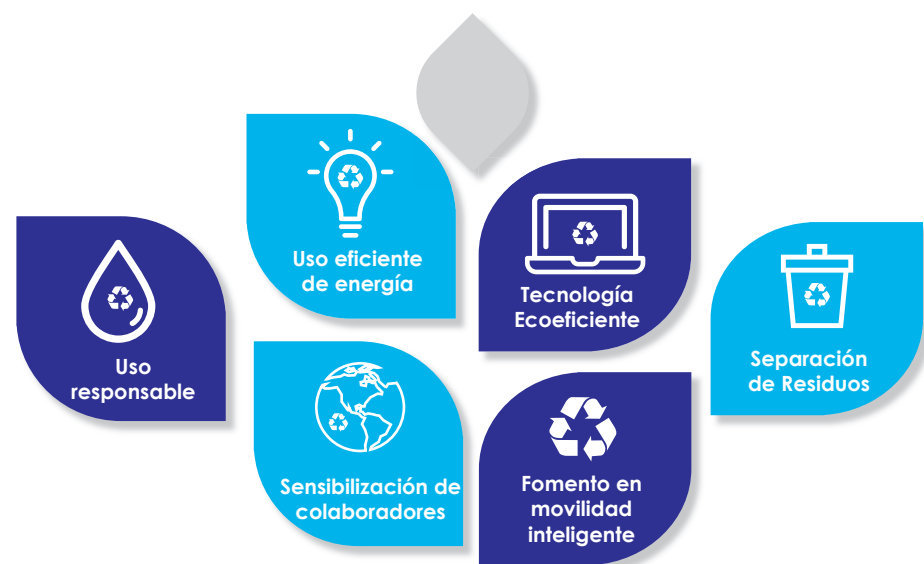 Uso eficiente
de energía
Tecnología
Ecoeficiente
Uso
responsable
Separación
de Residuos
Sensibilización de
colaboradores
Fomento en
movilidad
inteligente